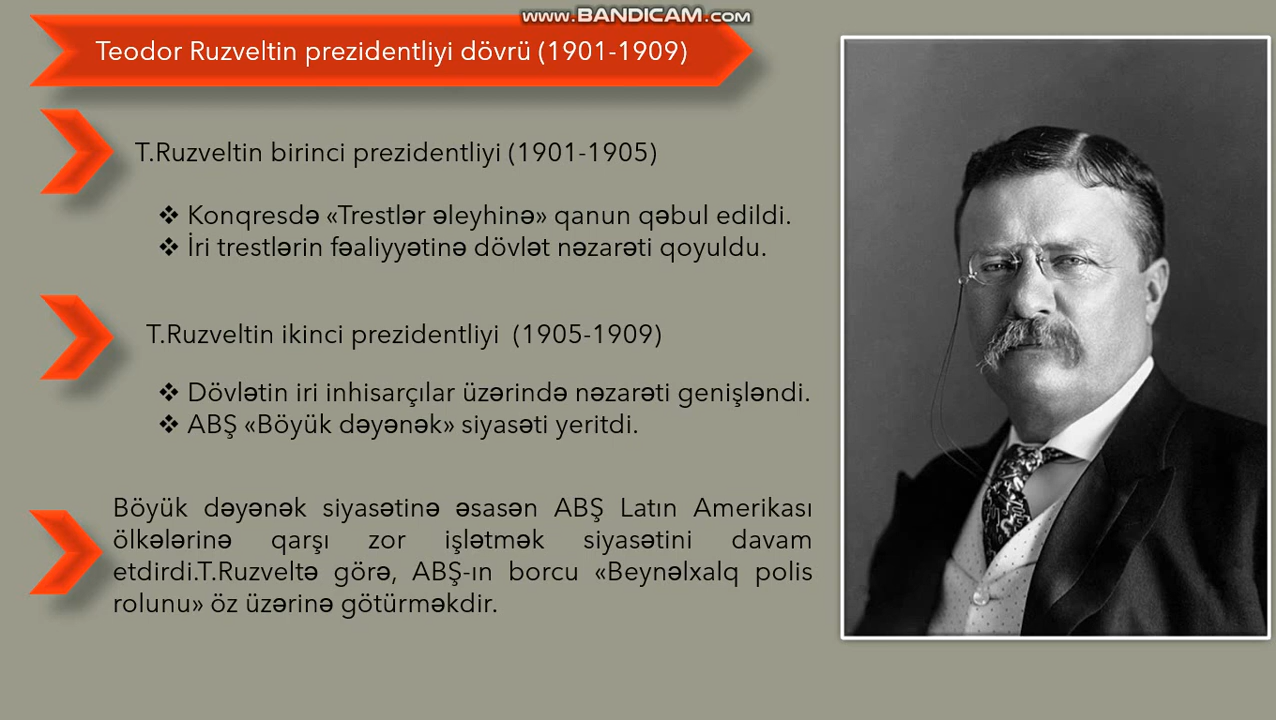 www.BANDICAM.com
Teodor Ruzveltin prezidentliyi dövrü (1901-1909)
T.Ruzveltin birinci prezidentliyi (1901-1905)
❖ Konqresdə «Trestlər əleyhinə» qanun qəbul edildi.
❖ İri trestlərin fəaliyyətinə dövlət nəzarəti qoyuldu.
T.Ruzveltin ikinci prezidentliyi (1905-1909)
❖ Dövlətin iri inhisarçılar üzərində nəzarəti genişləndi.
❖ ABŞ «Böyük dəyənək» siyasəti yeritdi.
Böyük dəyənək siyasətinə əsasən ABŞ Latın Amerikası
ölkələrinə qarşı zor işlətmək siyasətini davam
etdirdi.T.Ruzveltə görə, ABŞ-ın borcu «Beynəlxalq polis
rolunu» öz üzərinə götürməkdir.